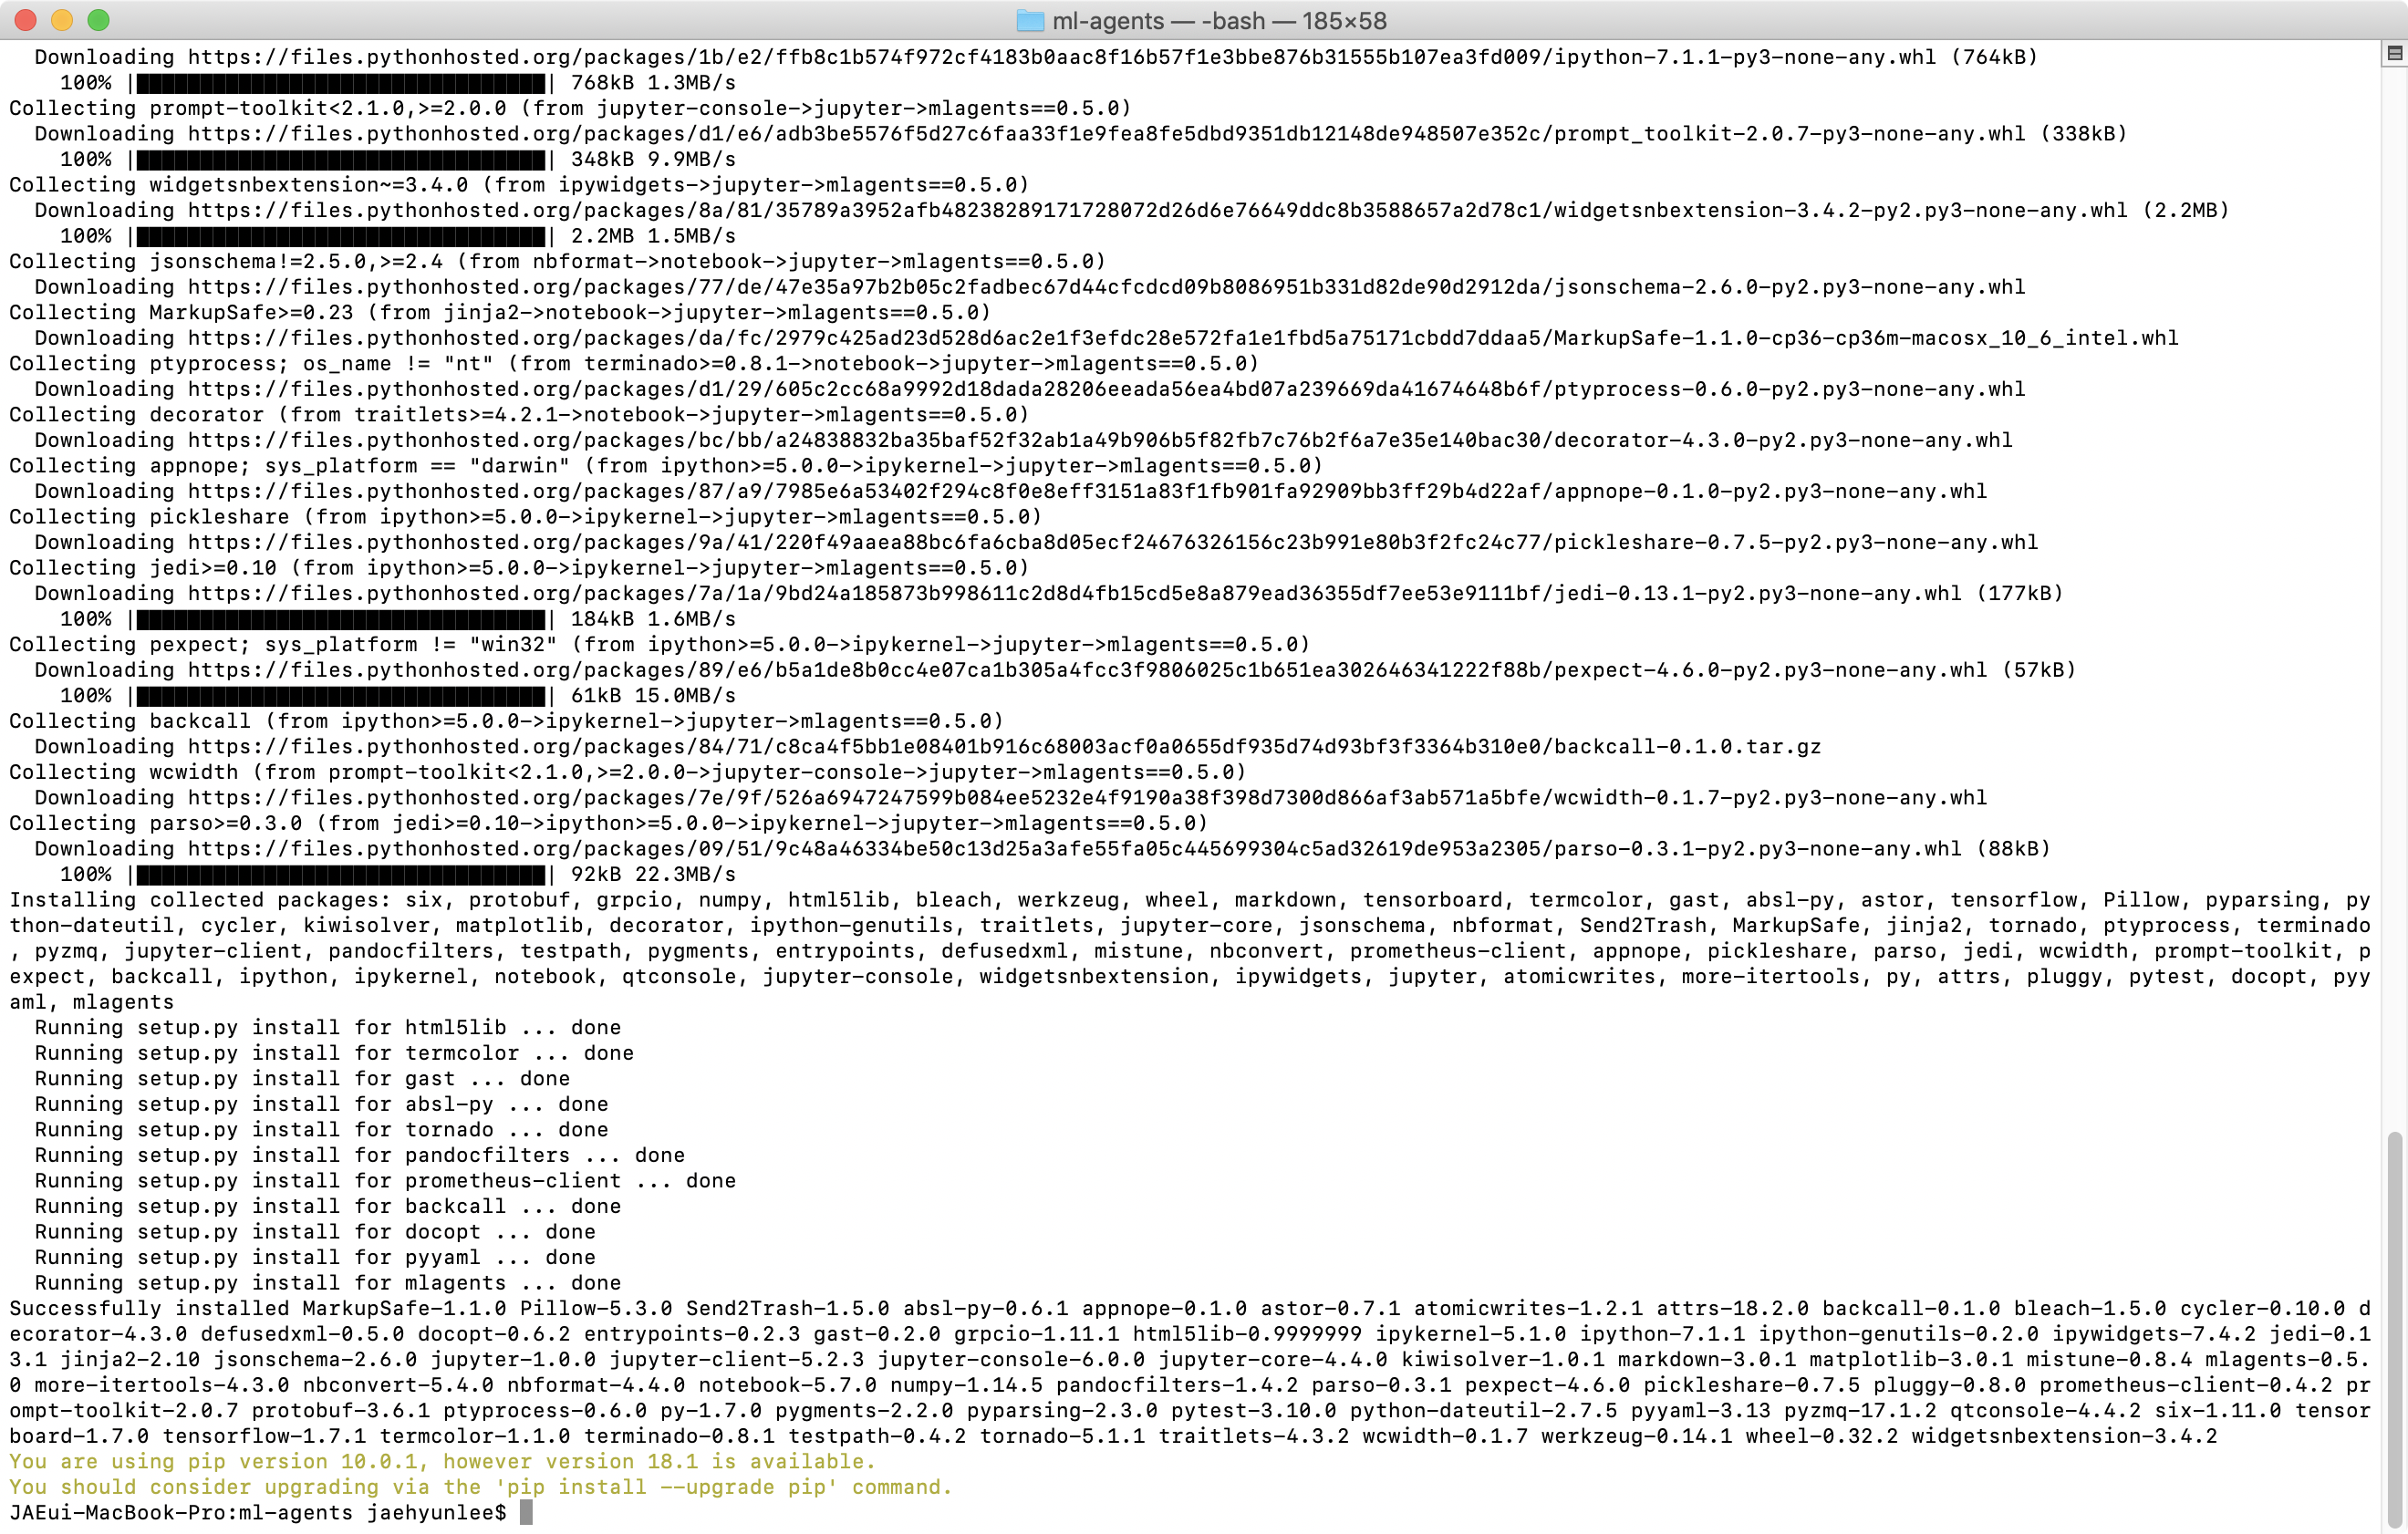 ml-agents — -bash — 185×58
  Downloading https://files.pythonhosted.org/packages/1b/e2/ffb8c1b574f972cf4183b0aac8f16b57f1e3bbe876b31555b107ea3fd009/ipython-7.1.1-py3-none-any.whl (764kB)
    100% |████████████████████████████████| 768kB 1.3MB/s
Collecting prompt-toolkit<2.1.0,>=2.0.0 (from jupyter-console->jupyter->mlagents==0.5.0)
  Downloading https://files.pythonhosted.org/packages/d1/e6/adb3be5576f5d27c6faa33f1e9fea8fe5dbd9351db12148de948507e352c/prompt_toolkit-2.0.7-py3-none-any.whl (338kB)
    100% |████████████████████████████████| 348kB 9.9MB/s
Collecting widgetsnbextension~=3.4.0 (from ipywidgets->jupyter->mlagents==0.5.0)
  Downloading https://files.pythonhosted.org/packages/8a/81/35789a3952afb48238289171728072d26d6e76649ddc8b3588657a2d78c1/widgetsnbextension-3.4.2-py2.py3-none-any.whl (2.2MB)
    100% |████████████████████████████████| 2.2MB 1.5MB/s
Collecting jsonschema!=2.5.0,>=2.4 (from nbformat->notebook->jupyter->mlagents==0.5.0)
  Downloading https://files.pythonhosted.org/packages/77/de/47e35a97b2b05c2fadbec67d44cfcdcd09b8086951b331d82de90d2912da/jsonschema-2.6.0-py2.py3-none-any.whl
Collecting MarkupSafe>=0.23 (from jinja2->notebook->jupyter->mlagents==0.5.0)
  Downloading https://files.pythonhosted.org/packages/da/fc/2979c425ad23d528d6ac2e1f3efdc28e572fa1e1fbd5a75171cbdd7ddaa5/MarkupSafe-1.1.0-cp36-cp36m-macosx_10_6_intel.whl
Collecting ptyprocess; os_name != "nt" (from terminado>=0.8.1->notebook->jupyter->mlagents==0.5.0)
  Downloading https://files.pythonhosted.org/packages/d1/29/605c2cc68a9992d18dada28206eeada56ea4bd07a239669da41674648b6f/ptyprocess-0.6.0-py2.py3-none-any.whl
Collecting decorator (from traitlets>=4.2.1->notebook->jupyter->mlagents==0.5.0)
  Downloading https://files.pythonhosted.org/packages/bc/bb/a24838832ba35baf52f32ab1a49b906b5f82fb7c76b2f6a7e35e140bac30/decorator-4.3.0-py2.py3-none-any.whl
Collecting appnope; sys_platform == "darwin" (from ipython>=5.0.0->ipykernel->jupyter->mlagents==0.5.0)
  Downloading https://files.pythonhosted.org/packages/87/a9/7985e6a53402f294c8f0e8eff3151a83f1fb901fa92909bb3ff29b4d22af/appnope-0.1.0-py2.py3-none-any.whl
Collecting pickleshare (from ipython>=5.0.0->ipykernel->jupyter->mlagents==0.5.0)
  Downloading https://files.pythonhosted.org/packages/9a/41/220f49aaea88bc6fa6cba8d05ecf24676326156c23b991e80b3f2fc24c77/pickleshare-0.7.5-py2.py3-none-any.whl
Collecting jedi>=0.10 (from ipython>=5.0.0->ipykernel->jupyter->mlagents==0.5.0)
  Downloading https://files.pythonhosted.org/packages/7a/1a/9bd24a185873b998611c2d8d4fb15cd5e8a879ead36355df7ee53e9111bf/jedi-0.13.1-py2.py3-none-any.whl (177kB)
    100% |████████████████████████████████| 184kB 1.6MB/s
Collecting pexpect; sys_platform != "win32" (from ipython>=5.0.0->ipykernel->jupyter->mlagents==0.5.0)
  Downloading https://files.pythonhosted.org/packages/89/e6/b5a1de8b0cc4e07ca1b305a4fcc3f9806025c1b651ea302646341222f88b/pexpect-4.6.0-py2.py3-none-any.whl (57kB)
    100% |████████████████████████████████| 61kB 15.0MB/s
Collecting backcall (from ipython>=5.0.0->ipykernel->jupyter->mlagents==0.5.0)
  Downloading https://files.pythonhosted.org/packages/84/71/c8ca4f5bb1e08401b916c68003acf0a0655df935d74d93bf3f3364b310e0/backcall-0.1.0.tar.gz
Collecting wcwidth (from prompt-toolkit<2.1.0,>=2.0.0->jupyter-console->jupyter->mlagents==0.5.0)
  Downloading https://files.pythonhosted.org/packages/7e/9f/526a6947247599b084ee5232e4f9190a38f398d7300d866af3ab571a5bfe/wcwidth-0.1.7-py2.py3-none-any.whl
Collecting parso>=0.3.0 (from jedi>=0.10->ipython>=5.0.0->ipykernel->jupyter->mlagents==0.5.0)
  Downloading https://files.pythonhosted.org/packages/09/51/9c48a46334be50c13d25a3afe55fa05c445699304c5ad32619de953a2305/parso-0.3.1-py2.py3-none-any.whl (88kB)
    100% |████████████████████████████████| 92kB 22.3MB/s
Installing collected packages: six, protobuf, grpcio, numpy, html5lib, bleach, werkzeug, wheel, markdown, tensorboard, termcolor, gast, absl-py, astor, tensorflow, Pillow, pyparsing, py
thon-dateutil, cycler, kiwisolver, matplotlib, decorator, ipython-genutils, traitlets, jupyter-core, jsonschema, nbformat, Send2Trash, MarkupSafe, jinja2, tornado, ptyprocess, terminado
, pyzmq, jupyter-client, pandocfilters, testpath, pygments, entrypoints, defusedxml, mistune, nbconvert, prometheus-client, appnope, pickleshare, parso, jedi, wcwidth, prompt-toolkit, p
expect, backcall, ipython, ipykernel, notebook, qtconsole, jupyter-console, widgetsnbextension, ipywidgets, jupyter, atomicwrites, more-itertools, py, attrs, pluggy, pytest, docopt, pyy
aml, mlagents
  Running setup.py install for html5lib ... done
  Running setup.py install for termcolor ... done
  Running setup.py install for gast ... done
  Running setup.py install for absl-py ... done
  Running setup.py install for tornado ... done
  Running setup.py install for pandocfilters ... done
  Running setup.py install for prometheus-client ... done
  Running setup.py install for backcall ... done
  Running setup.py install for docopt ... done
  Running setup.py install for pyyaml ... done
  Running setup.py install for mlagents ... done
Successfully installed MarkupSafe-1.1.0 Pillow-5.3.0 Send2Trash-1.5.0 absl-py-0.6.1 appnope-0.1.0 astor-0.7.1 atomicwrites-1.2.1 attrs-18.2.0 backcall-0.1.0 bleach-1.5.0 cycler-0.10.0 d
ecorator-4.3.0 defusedxml-0.5.0 docopt-0.6.2 entrypoints-0.2.3 gast-0.2.0 grpcio-1.11.1 html5lib-0.9999999 ipykernel-5.1.0 ipython-7.1.1 ipython-genutils-0.2.0 ipywidgets-7.4.2 jedi-0.1
3.1 jinja2-2.10 jsonschema-2.6.0 jupyter-1.0.0 jupyter-client-5.2.3 jupyter-console-6.0.0 jupyter-core-4.4.0 kiwisolver-1.0.1 markdown-3.0.1 matplotlib-3.0.1 mistune-0.8.4 mlagents-0.5.
0 more-itertools-4.3.0 nbconvert-5.4.0 nbformat-4.4.0 notebook-5.7.0 numpy-1.14.5 pandocfilters-1.4.2 parso-0.3.1 pexpect-4.6.0 pickleshare-0.7.5 pluggy-0.8.0 prometheus-client-0.4.2 pr
ompt-toolkit-2.0.7 protobuf-3.6.1 ptyprocess-0.6.0 py-1.7.0 pygments-2.2.0 pyparsing-2.3.0 pytest-3.10.0 python-dateutil-2.7.5 pyyaml-3.13 pyzmq-17.1.2 qtconsole-4.4.2 six-1.11.0 tensor
board-1.7.0 tensorflow-1.7.1 termcolor-1.1.0 terminado-0.8.1 testpath-0.4.2 tornado-5.1.1 traitlets-4.3.2 wcwidth-0.1.7 werkzeug-0.14.1 wheel-0.32.2 widgetsnbextension-3.4.2
You are using pip version 10.0.1, however version 18.1 is available.
You should consider upgrading via the 'pip install --upgrade pip' command.
JAEui-MacBook-Pro:ml-agents jaehyunlee$